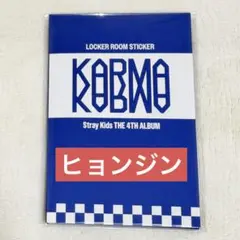 LOCKER ROOM STICKER
KARMA
Stray Kids THE 4TH ALBUM
ヒョンジン